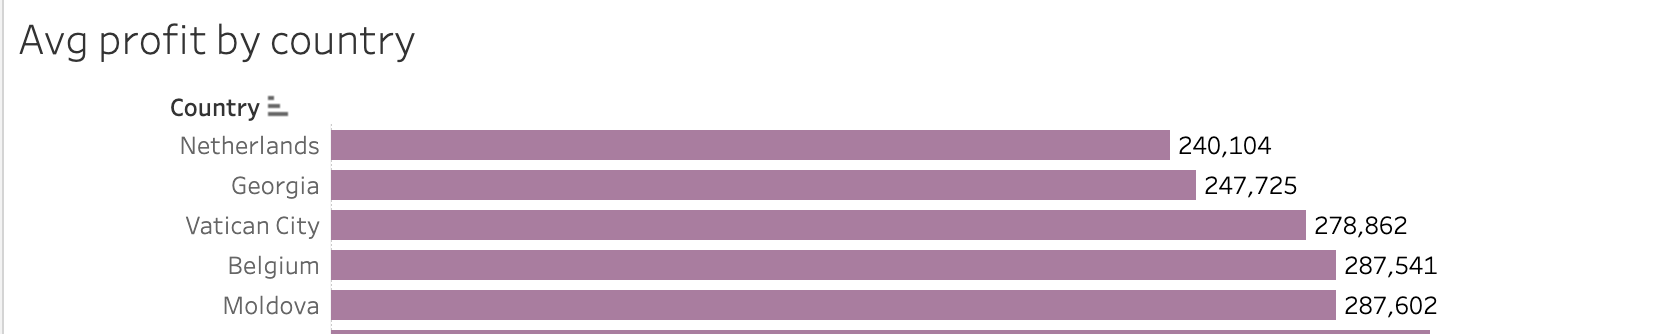 Avg profit by country
Country
Netherlands 240,104
Georgia 247,725
Vatican City 278,862
Belgium 287,541
Moldova 287,602